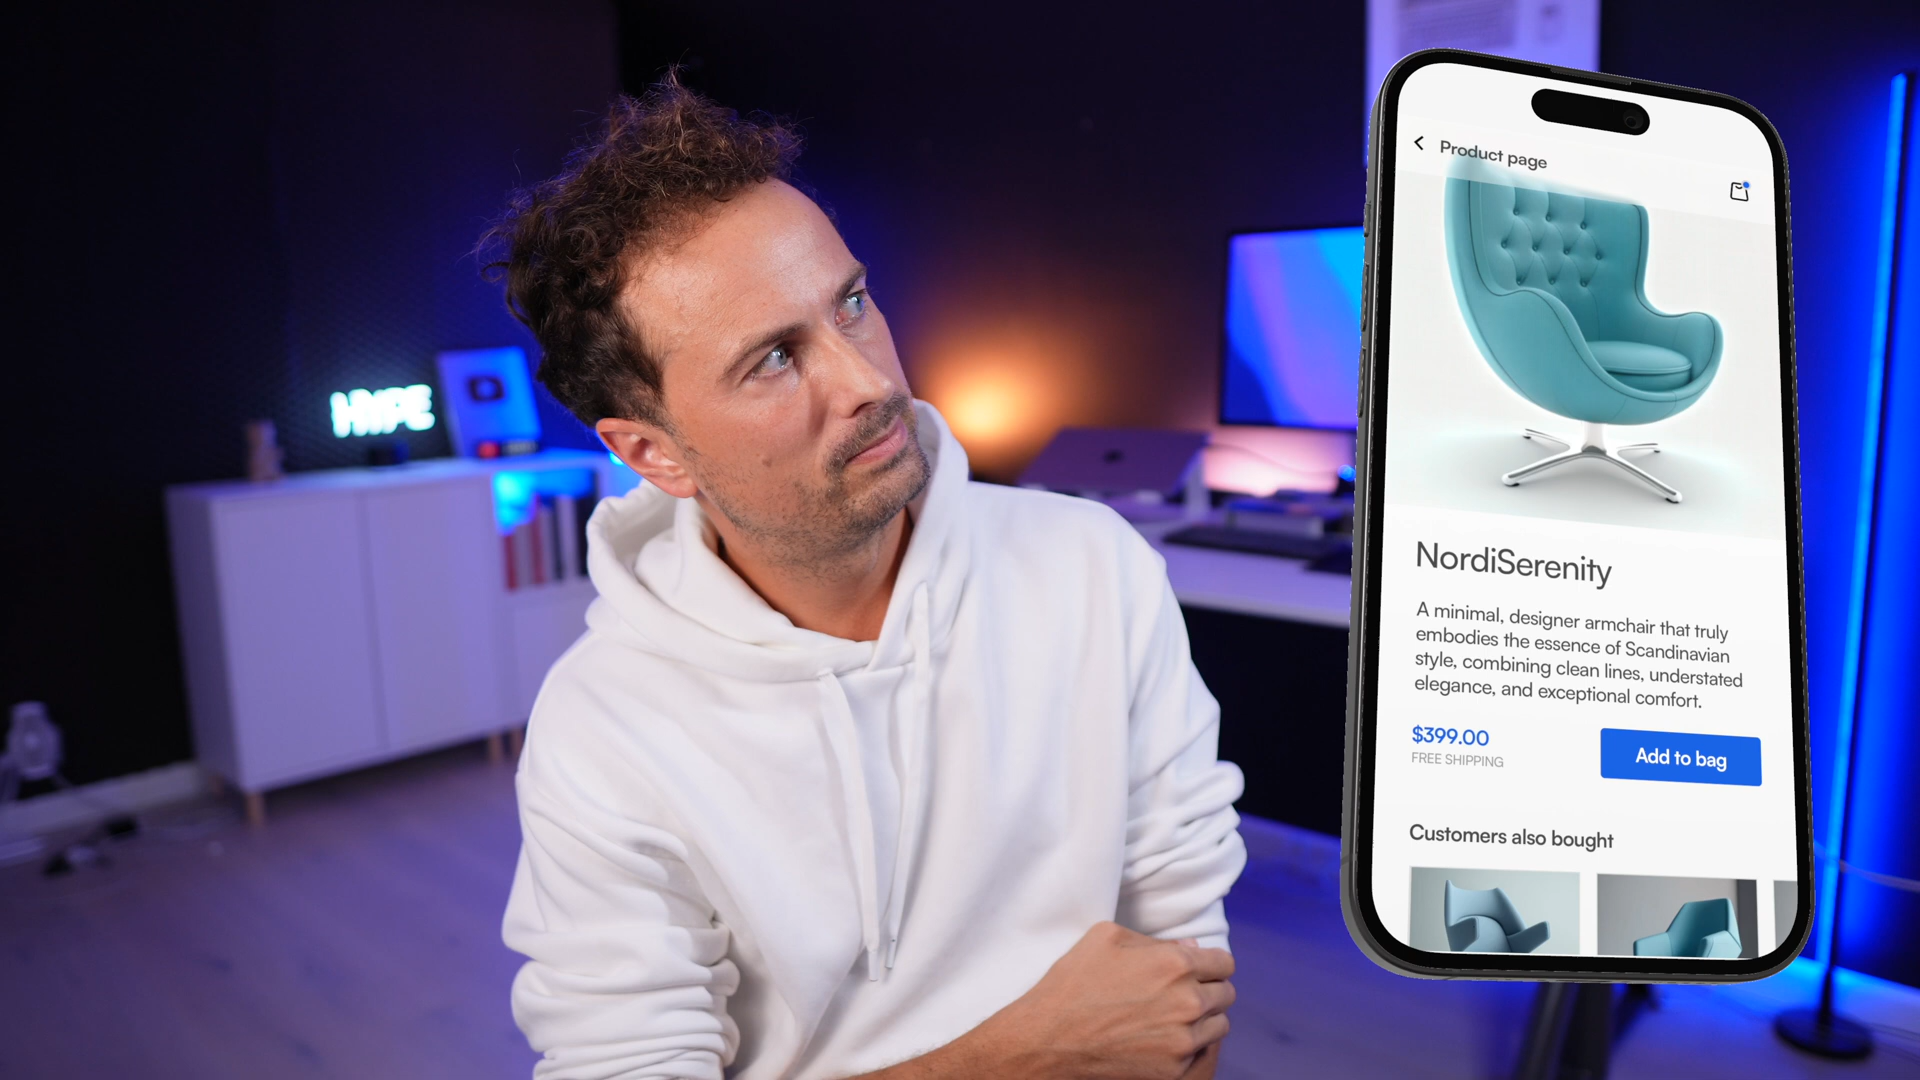 HYPE
Product page
NordiSerenity
A minimal, designer armchair that truly
embodies the essence of Scandinavian
style, combining clean lines, understated
elegance, and exceptional comfort.
$399.00
FREE SHIPPING
Add to bag
Customers also bought